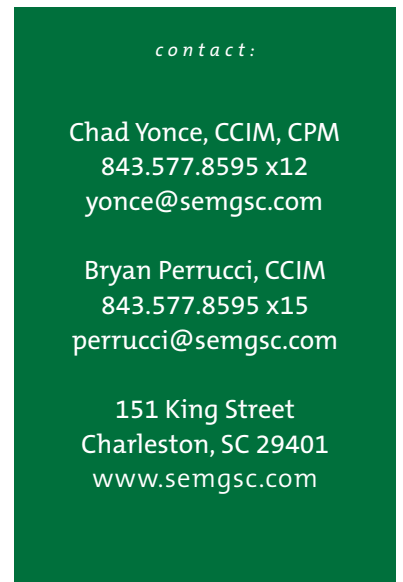 contact:
Chad Yonce, CCIM, CPM
843.577.8595 x12
yonce@semgsc.com
Bryan Perrucci, CCIM
843.577.8595 x15
perrucci@semgsc.com
151 King Street
Charleston, SC 29401
www.semgsc.com